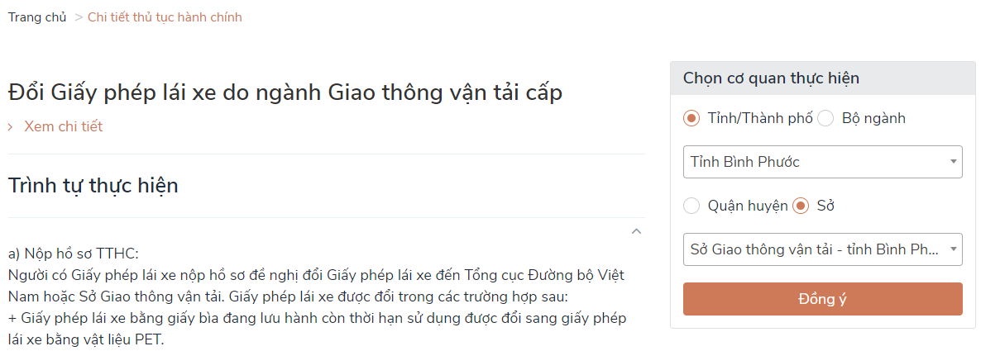 Trang chủ > Chi tiết thủ tục hành chính
Đổi Giấy phép lái xe do ngành Giao thông vận tải cấp
> Xem chi tiết
Trình tự thực hiện
a) Nộp hồ sơ TTHC:
Người có Giấy phép lái xe nộp hồ sơ đề nghị đổi Giấy phép lái xe đến Tổng cục Đường bộ Việt
Nam hoặc Sở Giao thông vận tải. Giấy phép lái xe được đổi trong các trường hợp sau:
+ Giấy phép lái xe bằng giấy bìa đang lưu hành còn thời hạn sử dụng được đổi sang giấy phép
lái xe bằng vật liệu PET.
Chọn cơ quan thực hiện
Tỉnh/Thành phố Bộ ngành
Tỉnh Bình Phước
Quận huyện Sở
Sở Giao thông vận tải - tỉnh Bình Ph...
Đồng ý